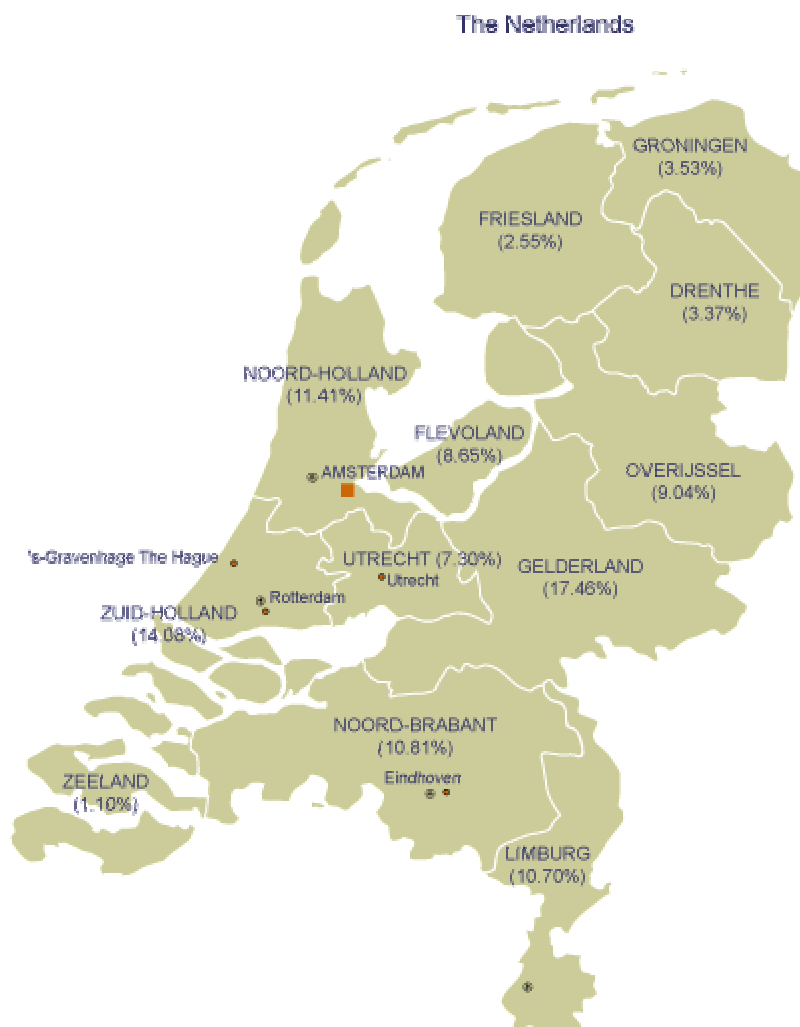 The Netherlands
GRONINGEN
(3.53%)
FRIESLAND
(2.55%)
DRENTHE
(3.37%)
NOORD-HOLLAND
(11.41%)
FLEVOLAND
(8.65%)
AMSTERDAM
OVERIJSSEL
(9.04%)
's-Gravenhage The Hague
UTRECHT (7.30%)
Utrecht
GELDERLAND
(17.46%)
Rotterdam
ZUID-HOLLAND
(14.08%)
NOORD-BRABANT
(10.81%)
Eindhoven
ZEELAND
(1.10%)
LIMBURG
(10.70%)